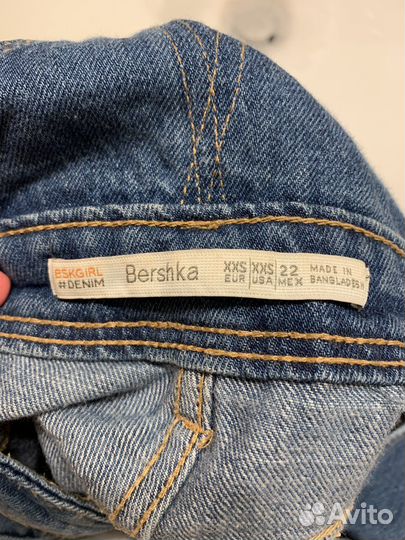 BSKGIRL
#DENIM
Bershka
XXS
EUR
XXS
USA
22
MEX
MADE IN
BANGLADESH
Avito